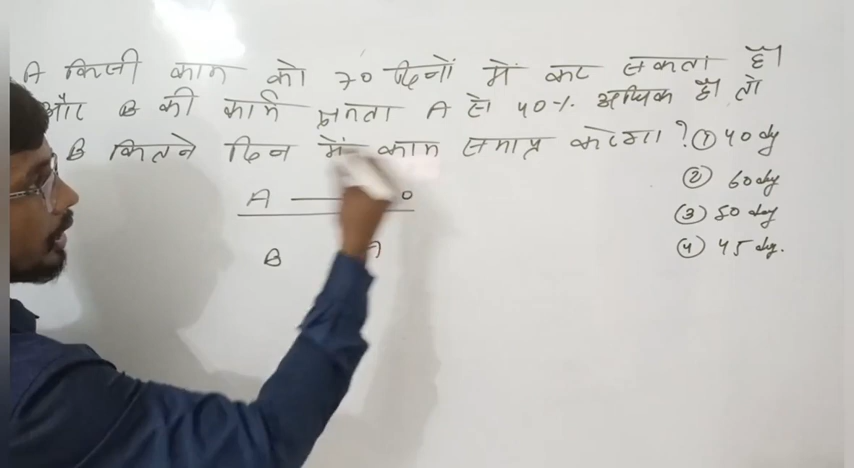 A किसी काम को 70 दिनों में कर सकता है।
और B की कार्य क्षमता A से 40% अधिक है। तो
B कितने दिन में काम समाप्त करेगा? ① 40 dy
② 60 dy
③ 50 dy
④ 45 dy.
A — 0
B A